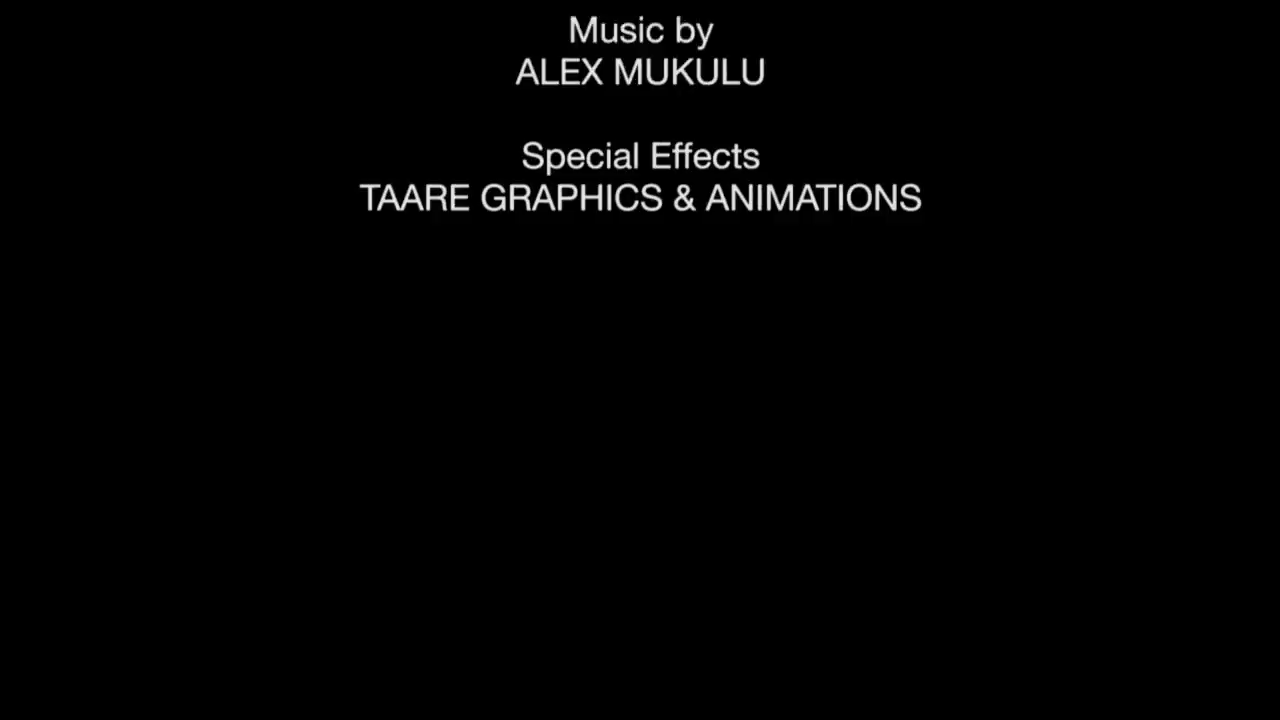 Music by
ALEX MUKULU
Special Effects
TAARE GRAPHICS & ANIMATIONS